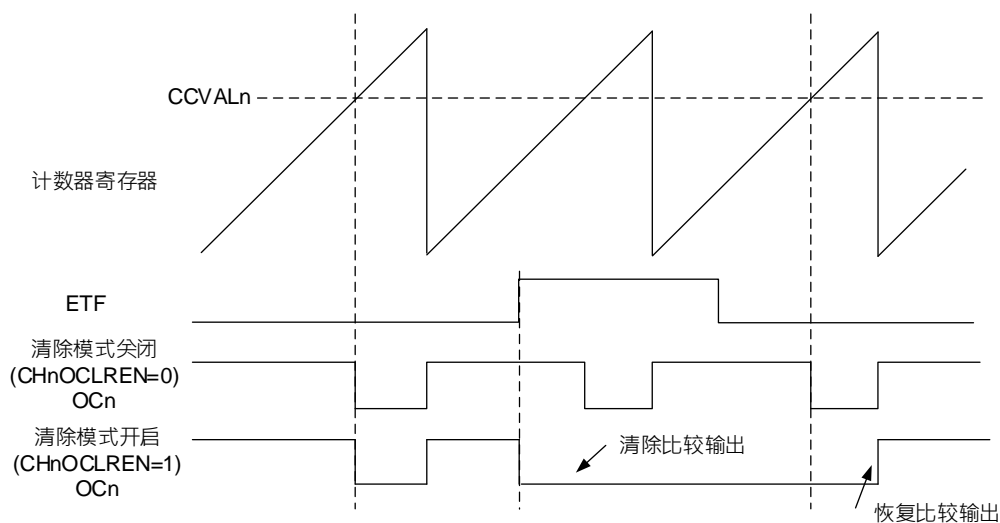 CCVALn
计数器寄存器
ETF
清除模式关闭
(CHnOCLREN=0)
OCn
清除模式开启
(CHnOCLREN=1)
OCn
清除比较输出
恢复比较输出